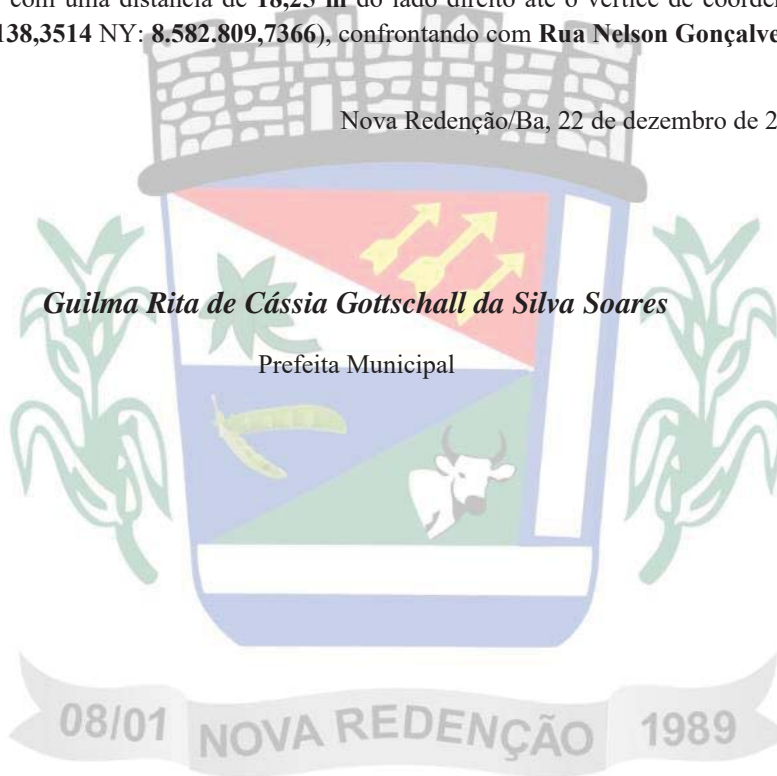 com uma distância de 18,25 m do lado direito até o vértice de coorde
138,3514 NY: 8.582.809,7366), confrontando com Rua Nelson Gonçalve
Nova Redenção/Ba, 22 de dezembro de 2
Guilma Rita de Cássia Gottschall da Silva Soares
Prefeita Municipal
08/01 NOVA REDENÇÃO 1989